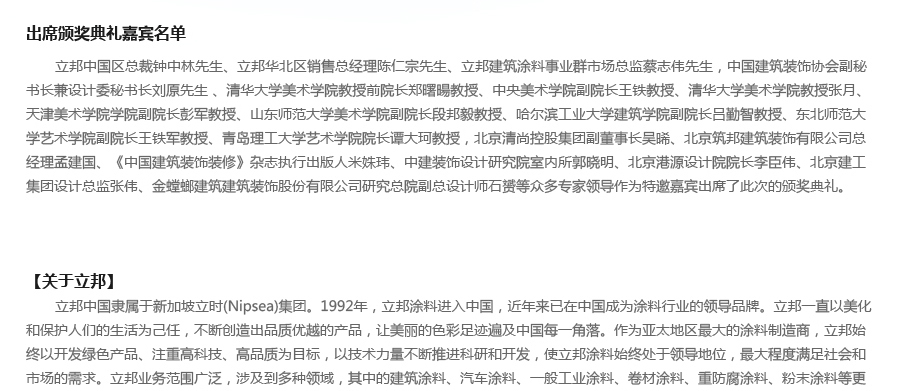 出席颁奖典礼嘉宾名单
立邦中国区总裁钟中林先生、立邦华北区销售总经理陈仁宗先生、立邦建筑涂料事业群市场总监蔡志伟先生，中国建筑装饰协会副秘
书长兼设计委秘书长刘原先生 、清华大学美术学院教授前院长郑曙旸教授、中央美术学院副院长王铁教授、清华大学美术学院教授张月、
天津美术学院学院副院长彭军教授、山东师范大学美术学院副院长段邦毅教授、哈尔滨工业大学建筑学院副院长吕勤智教授、东北师范大
学艺术学院副院长王铁军教授、青岛理工大学艺术学院院长谭大珂教授，北京清尚控股集团副董事长吴晞、北京筑邦建筑装饰有限公司总
经理孟建国、《中国建筑装饰装修》杂志执行出版人米姝玮、中建装饰设计研究院室内所郭晓明、北京港源设计院院长李臣伟、北京建工
集团设计总监张伟、金螳螂建筑建筑装饰股份有限公司研究总院副总设计师石赟等众多专家领导作为特邀嘉宾出席了此次的颁奖典礼。
【关于立邦】
立邦中国隶属于新加坡立时(Nipsea)集团。1992年，立邦涂料进入中国，近年来已在中国成为涂料行业的领导品牌。立邦一直以美化
和保护人们的生活为己任，不断创造出品质优越的产品，让美丽的色彩足迹遍及中国每一角落。作为亚太地区最大的涂料制造商，立邦始
终以开发绿色产品、注重高科技、高品质为目标，以技术力量不断推进科研和开发，使立邦涂料始终处于领导地位，最大程度满足社会和
市场的需求。立邦业务范围广泛，涉及到多种领域，其中的建筑涂料、汽车涂料、一般工业涂料、卷材涂料、重防腐涂料、粉末涂料等更